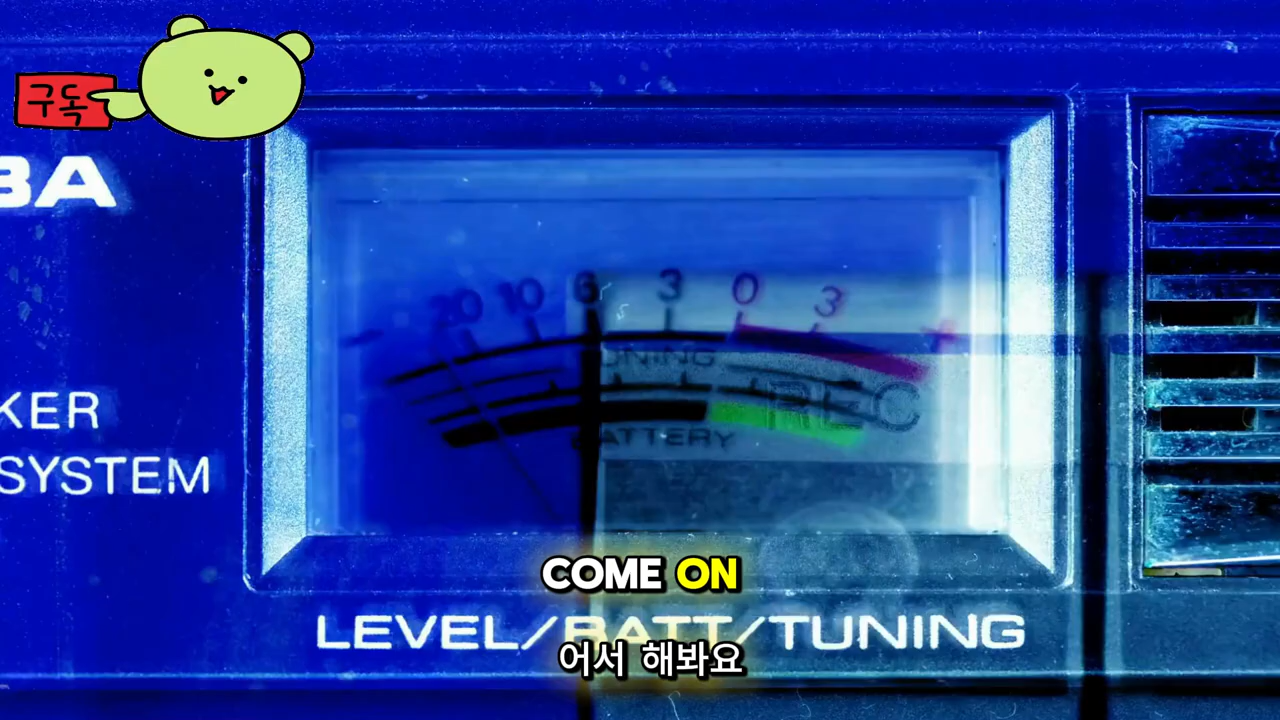 구독
BA
20 10 6 3 0 3 +
TUNING
REC
BATTERY
KER
SYSTEM
COME ON
LEVEL/BATT/TUNING
어서 해봐요